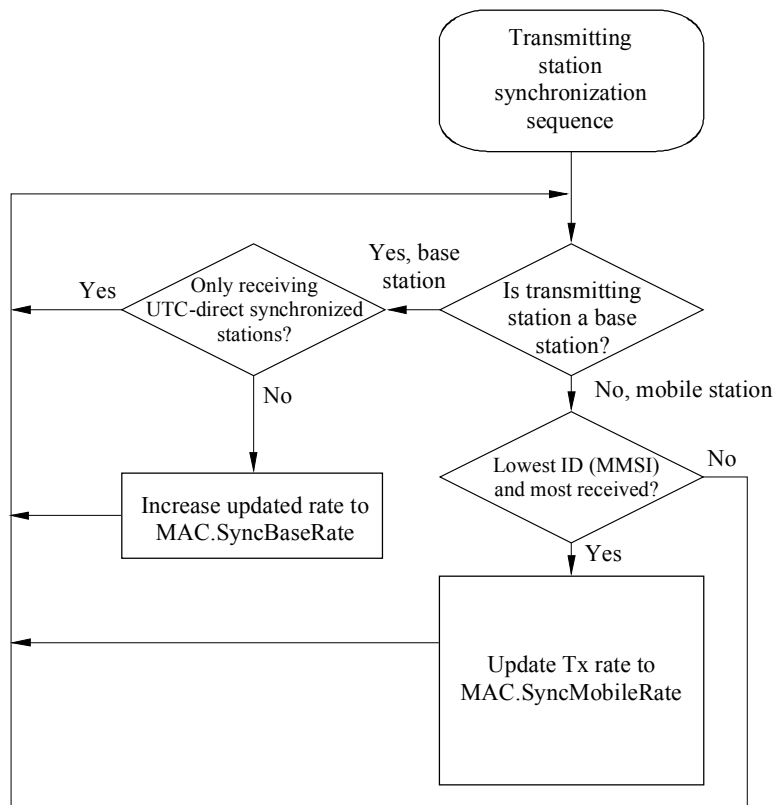 Transmitting
station
synchronization
sequence
Yes, base
station
Yes
Only receiving
UTC-direct synchronized
stations?
Is transmitting
station a base
station?
No
No, mobile station
Lowest ID (MMSI)
and most received?
No
Increase updated rate to
MAC.SyncBaseRate
Yes
Update Tx rate to
MAC.SyncMobileRate